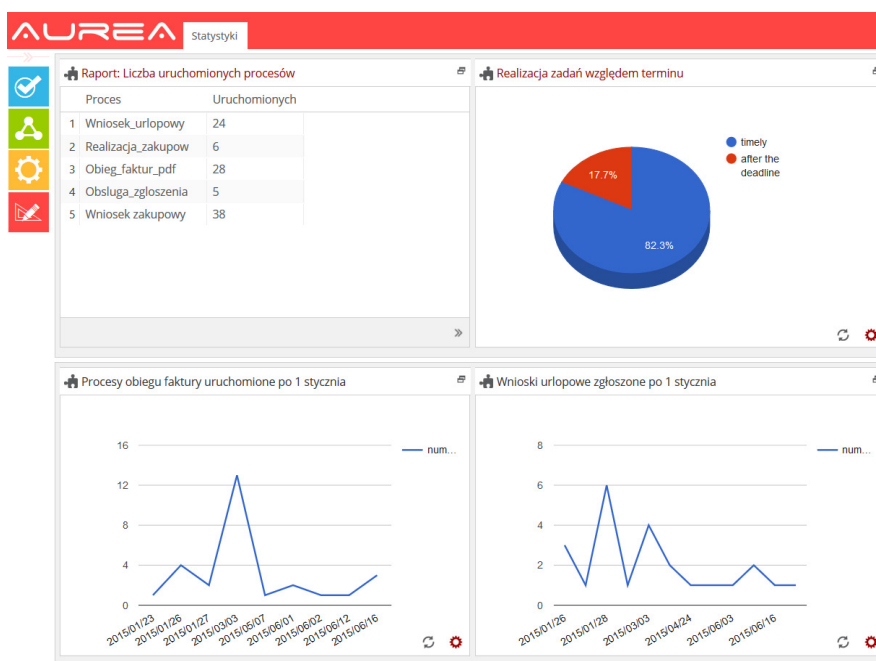 AUREA
Statystyki
Raport: Liczba uruchomionych procesów
Proces Uruchomionych
1 Wniosek_urlopowy 24
2 Realizacja_zakupow 6
3 Obieg_faktur_pdf 28
4 Obsluga_zgloszenia 5
5 Wniosek zakupowy 38
Realizacja zadań względem terminu
timely
after the
deadline
17.7%
82.3%
Procesy obiegu faktury uruchomione po 1 stycznia
16
12
8
4
0
num...
2015/01/23 2015/01/26 2015/01/27 2015/03/03 2015/05/07 2015/06/01 2015/06/02 2015/06/12 2015/06/16
Wnioski urlopowe zgłoszone po 1 stycznia
8
6
4
2
0
num...
2015/01/26 2015/01/28 2015/03/03 2015/04/24 2015/06/03 2015/06/16